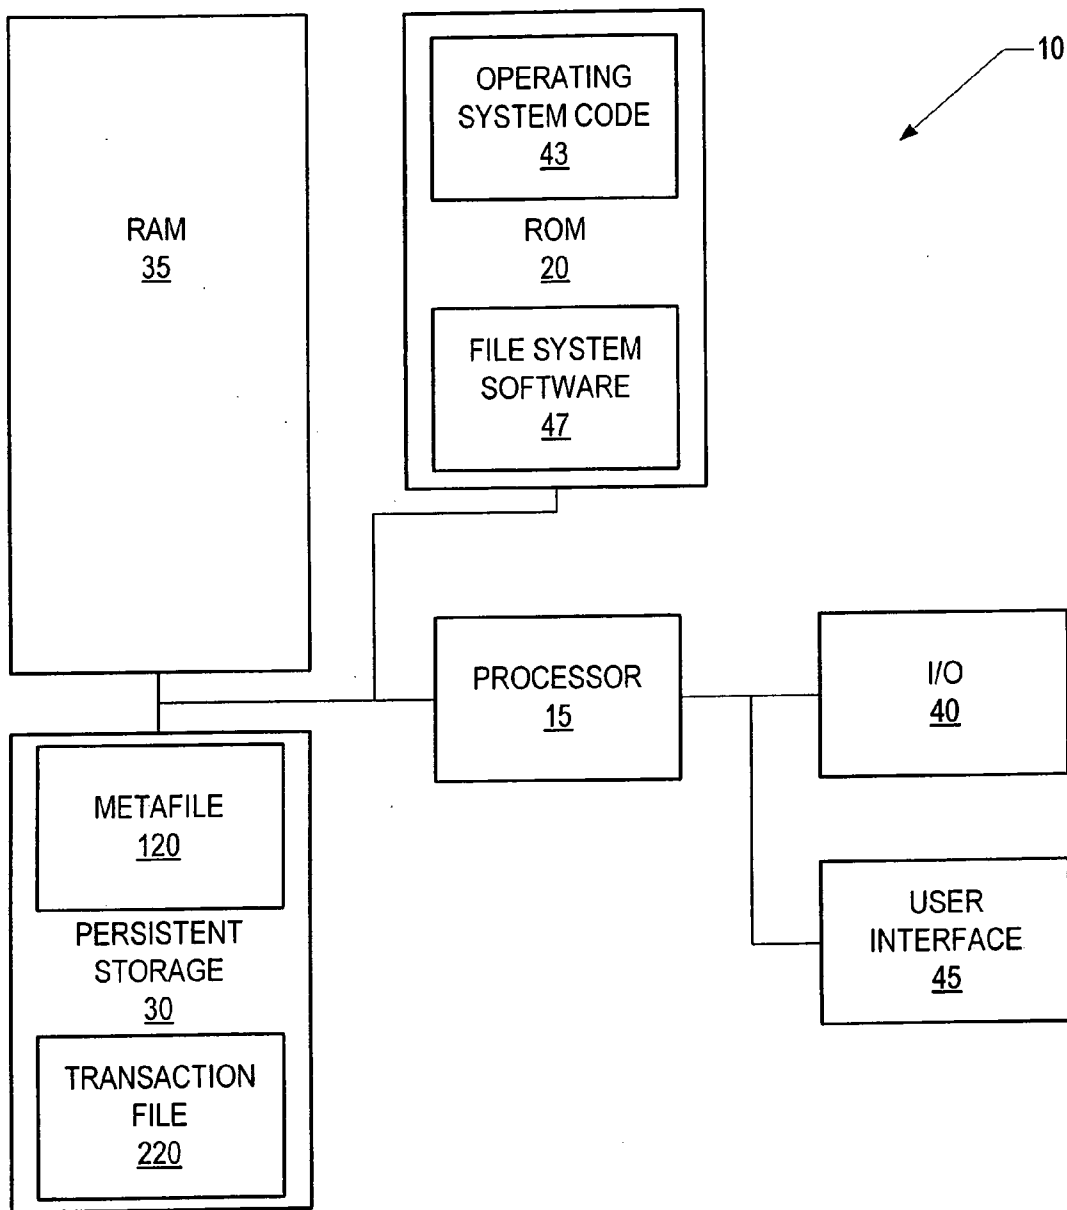 10
OPERATING
SYSTEM CODE
43
RAM
35
ROM
20
FILE SYSTEM
SOFTWARE
47
PROCESSOR
15
I/O
40
METAFILE
120
PERSISTENT
STORAGE
30
USER
INTERFACE
45
TRANSACTION
FILE
220